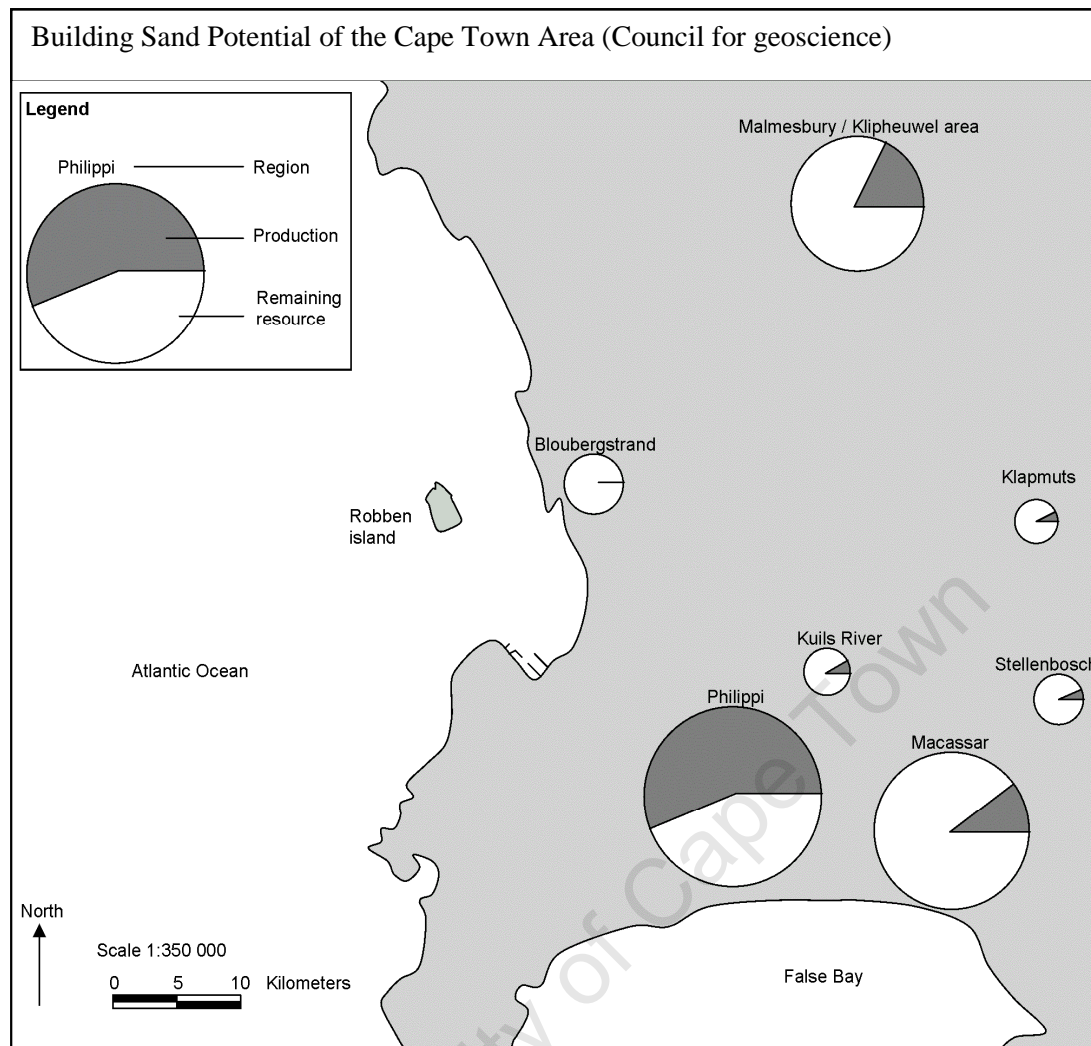 Building Sand Potential of the Cape Town Area (Council for geoscience)
Legend
Philippi
Region
Production
Remaining
resource
Malmesbury / Klipheuwel area
Bloubergstrand
Klapmuts
Robben
island
Kuils River
Atlantic Ocean
Stellenbosch
Philippi
Macassar
North
Scale 1:350 000
0 5 10 Kilometers
False Bay
ity of Cape Town